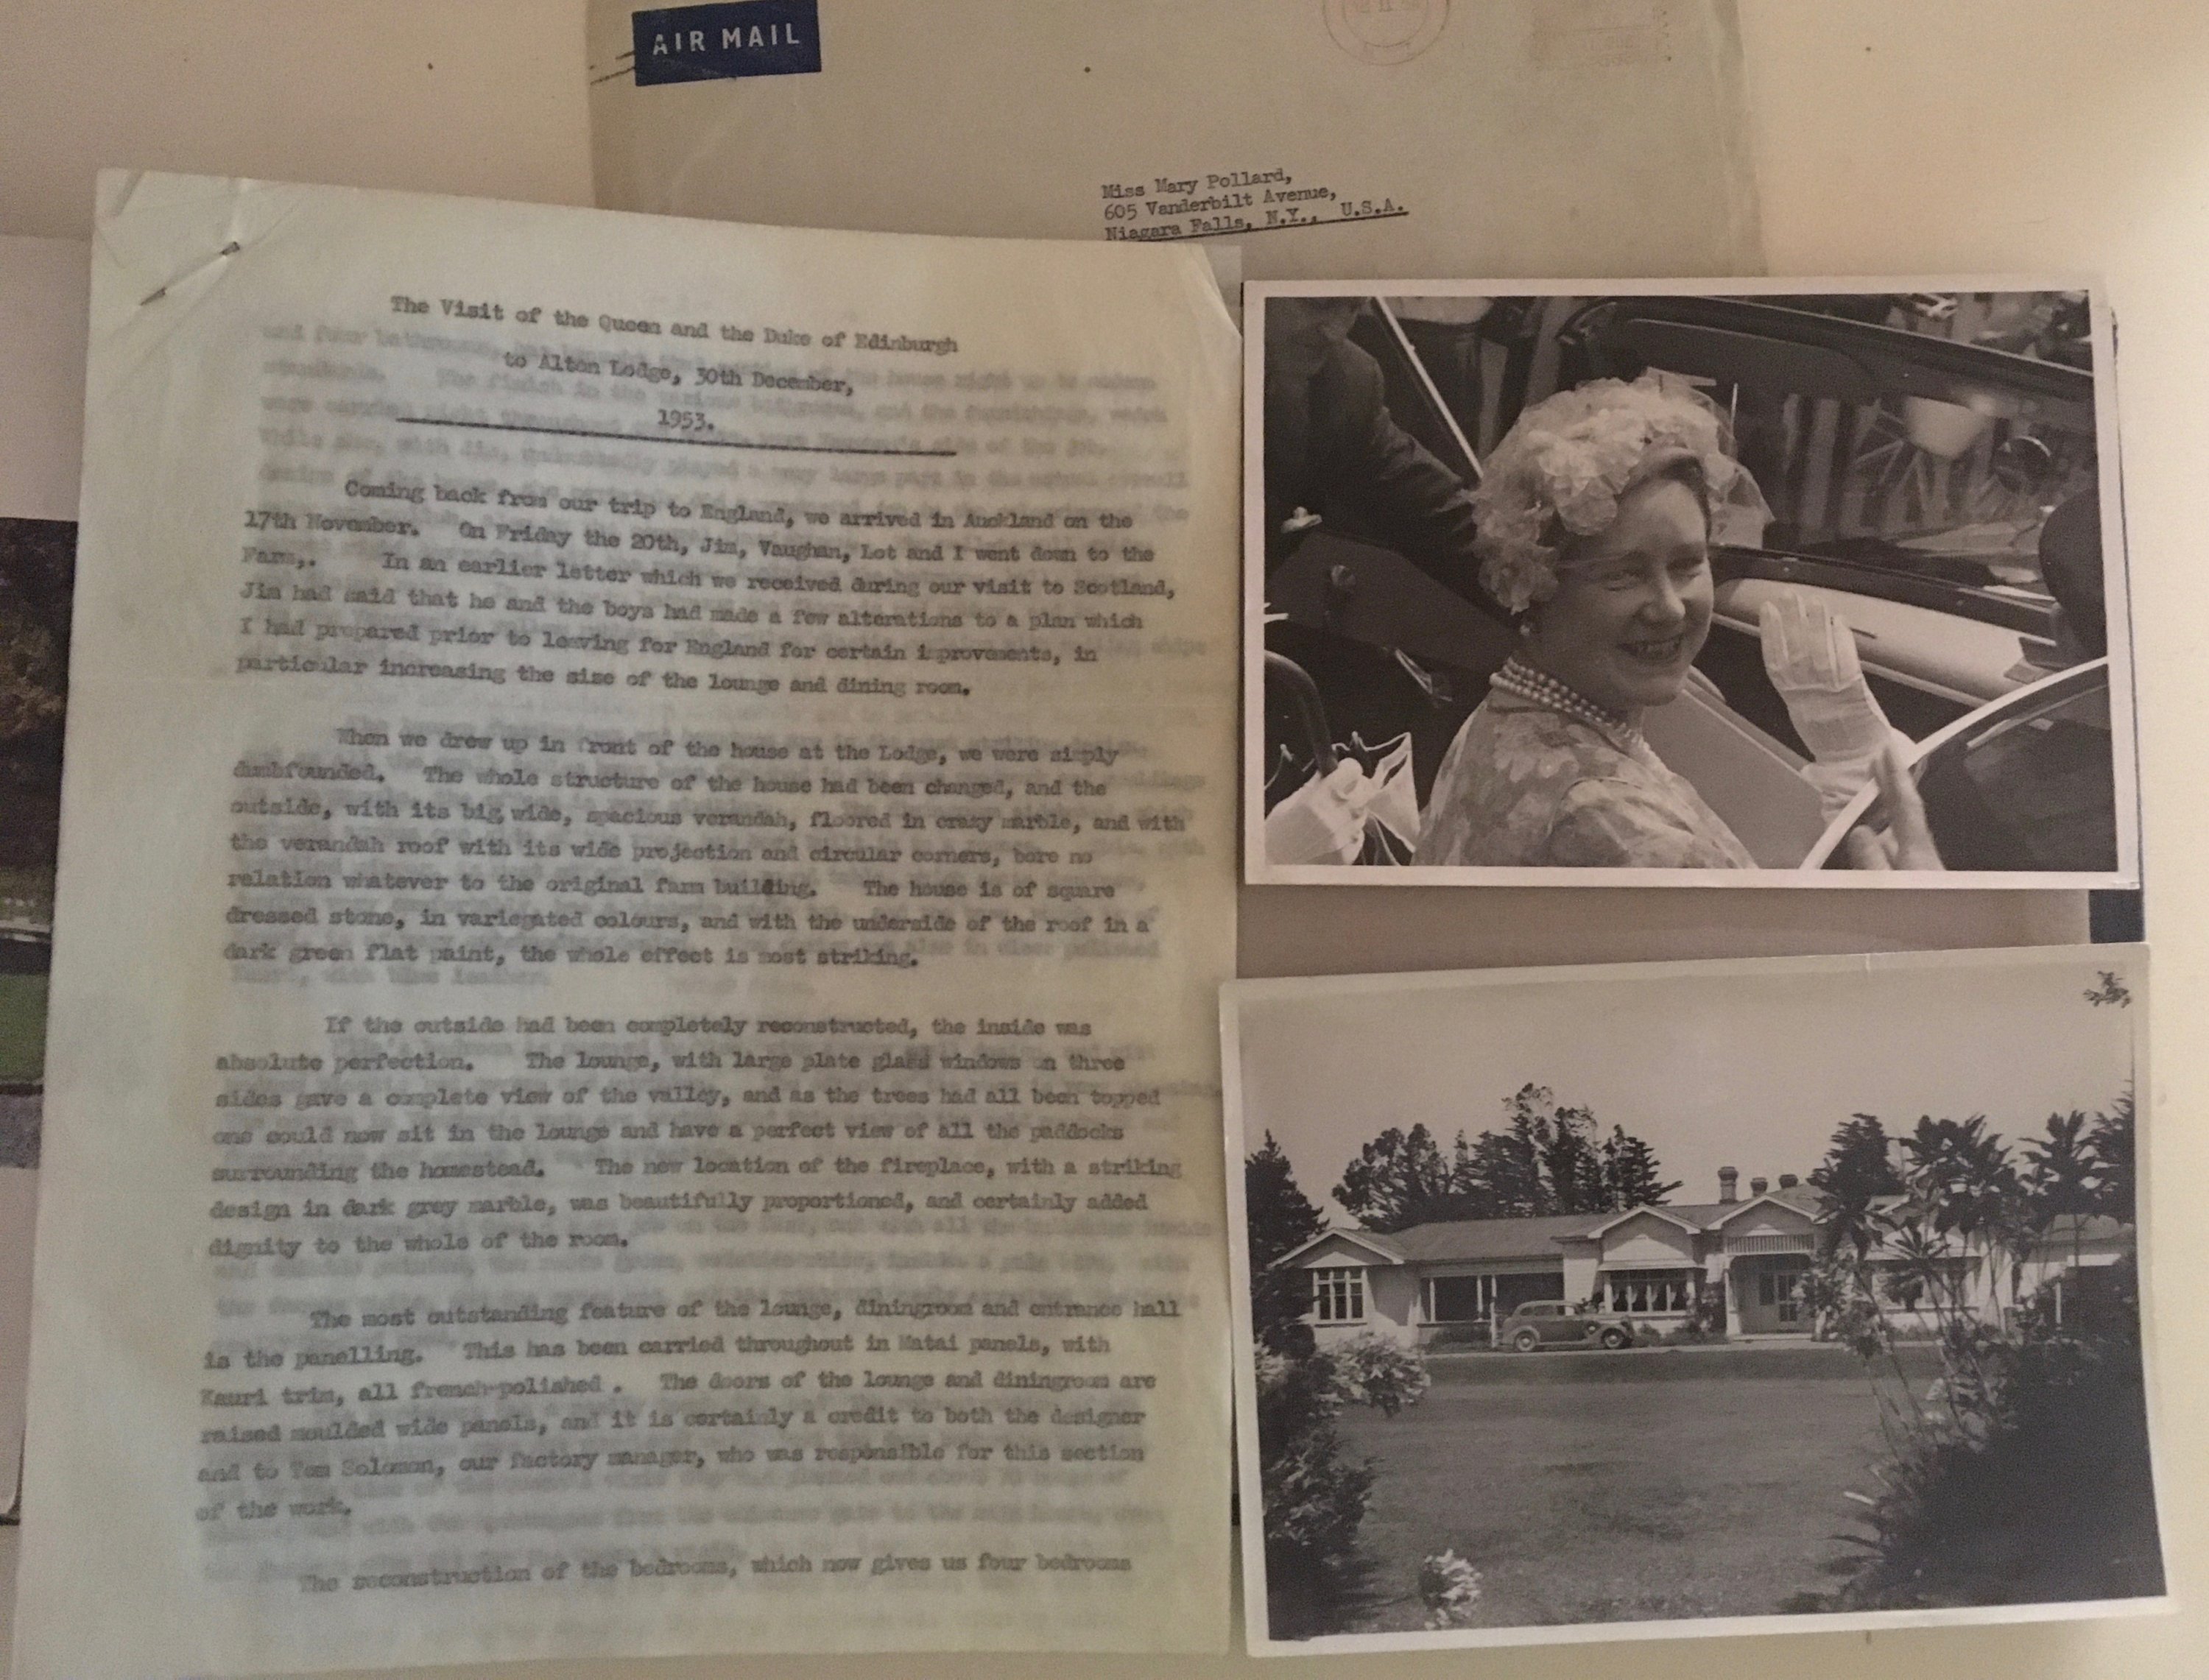 AIR MAIL
Miss Mary Pollard,
605 Vanderbilt Avenue,
Niagara Falls, N.Y., U.S.A.
The Visit of the Queen and the Duke of Edinburgh
to Alton Lodge, 30th December,
1953.
Coming back from our trip to England, we arrived in Auckland on the
17th November. On Friday the 20th, Jim, Vaughan, Lot and I went down to the
Farm,. In an earlier letter which we received during our visit to Scotland,
Jim had said that he and the boys had made a few alterations to a plan which
I had prepared prior to leaving for England for certain improvements, in
particular increasing the size of the lounge and dining room.
When we drew up in front of the house at the Lodge, we were simply
dumbfounded. The whole structure of the house had been changed, and the
outside, with its big wide, spacious verandah, floored in crazy marble, and with
the verandah roof with its wide projection and circular corners, bore no
relation whatever to the original farm building. The house is of square
dressed stone, in variegated colours, and with the underside of the roof in a
dark green flat paint, the whole effect is most striking.
If the outside had been completely reconstructed, the inside was
absolute perfection. The lounge, with large plate glass windows on three
sides gave a complete view of the valley, and as the trees had all been topped
one could now sit in the lounge and have a perfect view of all the paddocks
surrounding the homestead. The new location of the fireplace, with a striking
design in dark grey marble, was beautifully proportioned, and certainly added
dignity to the whole of the room.
The most outstanding feature of the lounge, diningroom and entrance hall
is the panelling. This has been carried throughout in Matai panels, with
Kauri trim, all french-polished . The doors of the lounge and diningroom are
raised moulded wide panels, and it is certainly a credit to both the designer
and to Tom Solomon, our factory manager, who was responsible for this section
of the work.
The reconstruction of the bedrooms, which now gives us four bedrooms